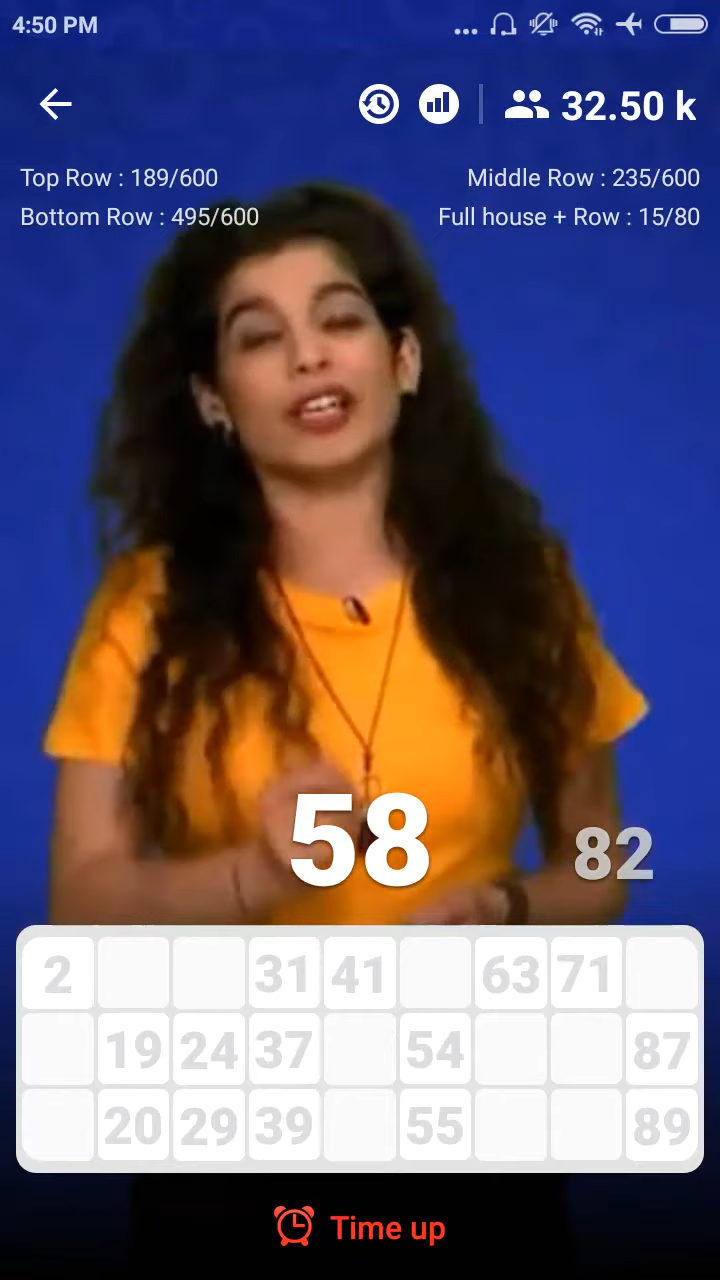 4:50 PM
32.50 k
Top Row : 189/600
Middle Row : 235/600
Bottom Row : 495/600
Full house + Row : 15/80
58
82
2 31 41 63 71
19 24 37 54 87
20 29 39 55 89
Time up